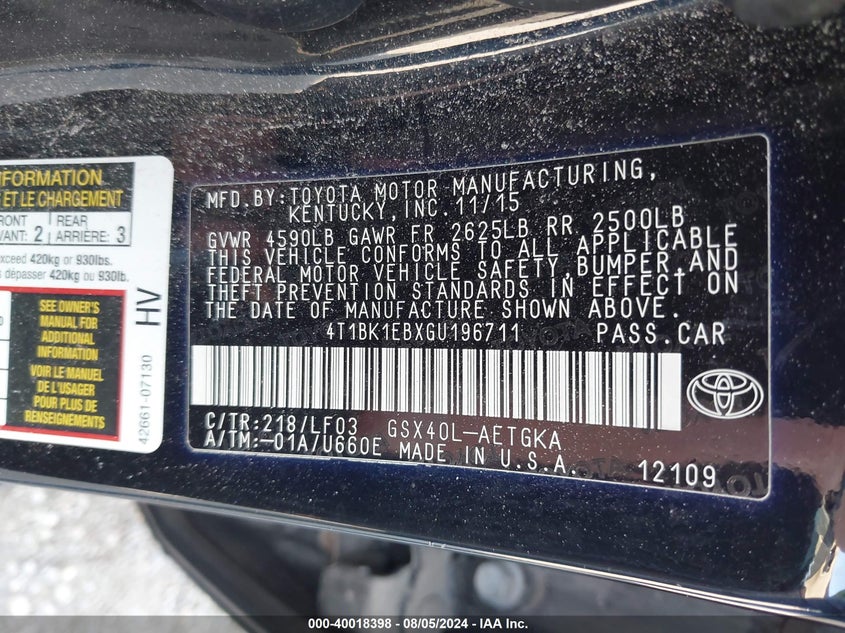 INFORMATION
ET LE CHARGEMENT
2
REAR
ARRIÈRE: 3
exceed 420kg or 930lbs.
dépasser 420kg ou 930lb.
SEE OWNER'S
MANUAL FOR
ADDITIONAL
INFORMATION
VOIR LE MANUEL
DE L'USAGER
POUR PLUS DE
RENSEIGNEMENTS
HV
42661-07130
MFD.BY:TOYOTA MOTOR MANUFACTURING,
KENTUCKY,INC.11/15
GVWR 4590LB GAWR FR 2625LB RR 2500LB
THIS VEHICLE CONFORMS TO ALL APPLICABLE
FEDERAL MOTOR VEHICLE SAFETY,BUMPER,AND
THEFT PREVENTION STANDARDS IN EFFECT ON
THE DATE OF MANUFACTURE SHOWN ABOVE.
4T1BK1EBXGU196711 PASS.CAR
C/TR:218/LF03 GSX40L-AETGKA
A/TM:-01A/U660E MADE IN U.S.A. 12109
000-40018398 - 08/05/2024 - IAA Inc.